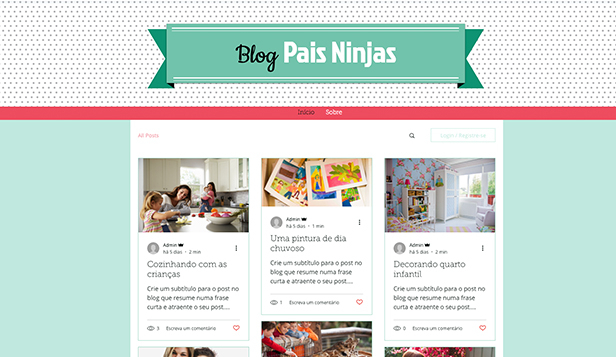 Blog Pais Ninjas
Início Sobre
All Posts
Login / Registre-se
Admin
há 5 dias · 2 min
Cozinhando com as
crianças
Crie um subtítulo para o post no
blog que resume numa frase
curta e atraente o seu post....
3 Escreva um comentário
Admin
há 5 dias · 1 min
Uma pintura de dia
chuvoso
Crie um subtítulo para o post no
blog que resume numa frase
curta e atraente o seu post....
1 Escreva um comentário
Admin
há 5 dias · 2 min
Decorando quarto
infantil
Crie um subtítulo para o post no
blog que resume numa frase
curta e atraente o seu post....
0 Escreva um comentário